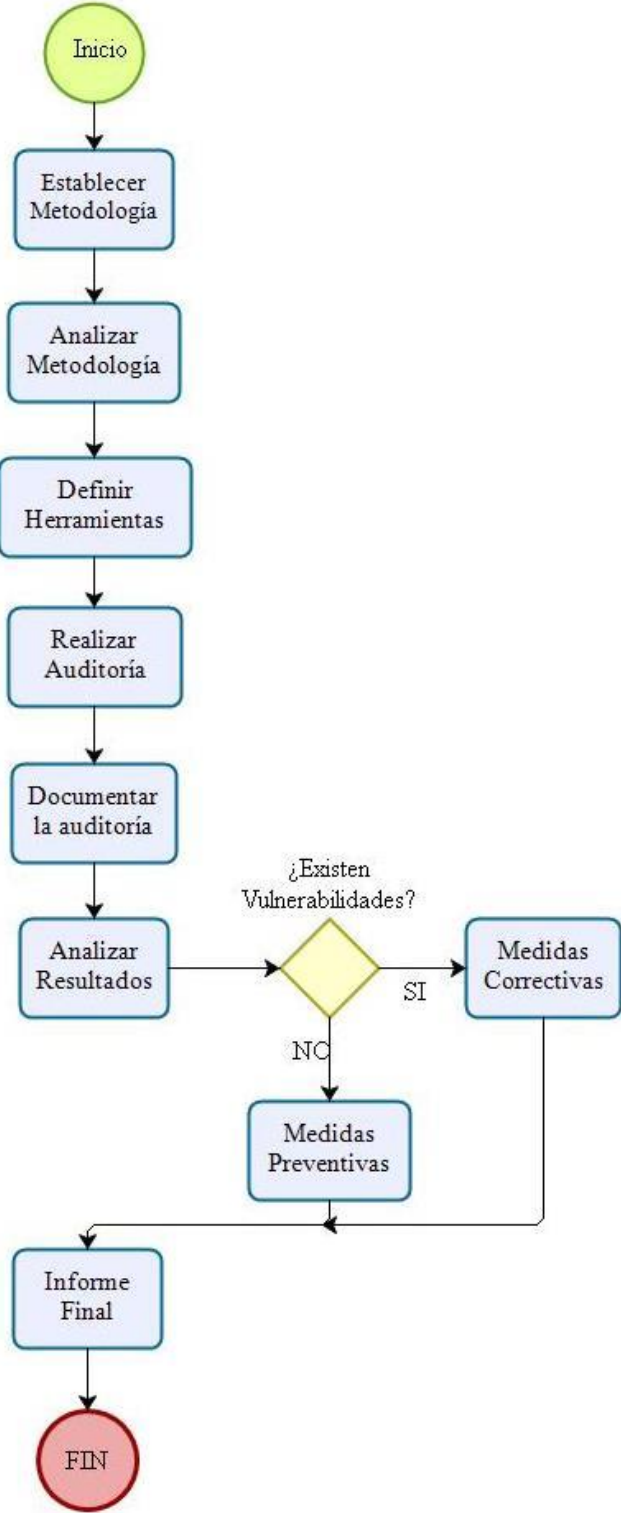 Inicio
Establecer
Metodología
Analizar
Metodología
Definir
Herramientas
Realizar
Auditoría
Documentar
la auditoría
Analizar
Resultados
¿Existen
Vulnerabilidades?
SI
Medidas
Correctivas
NO
Medidas
Preventivas
Informe
Final
FIN